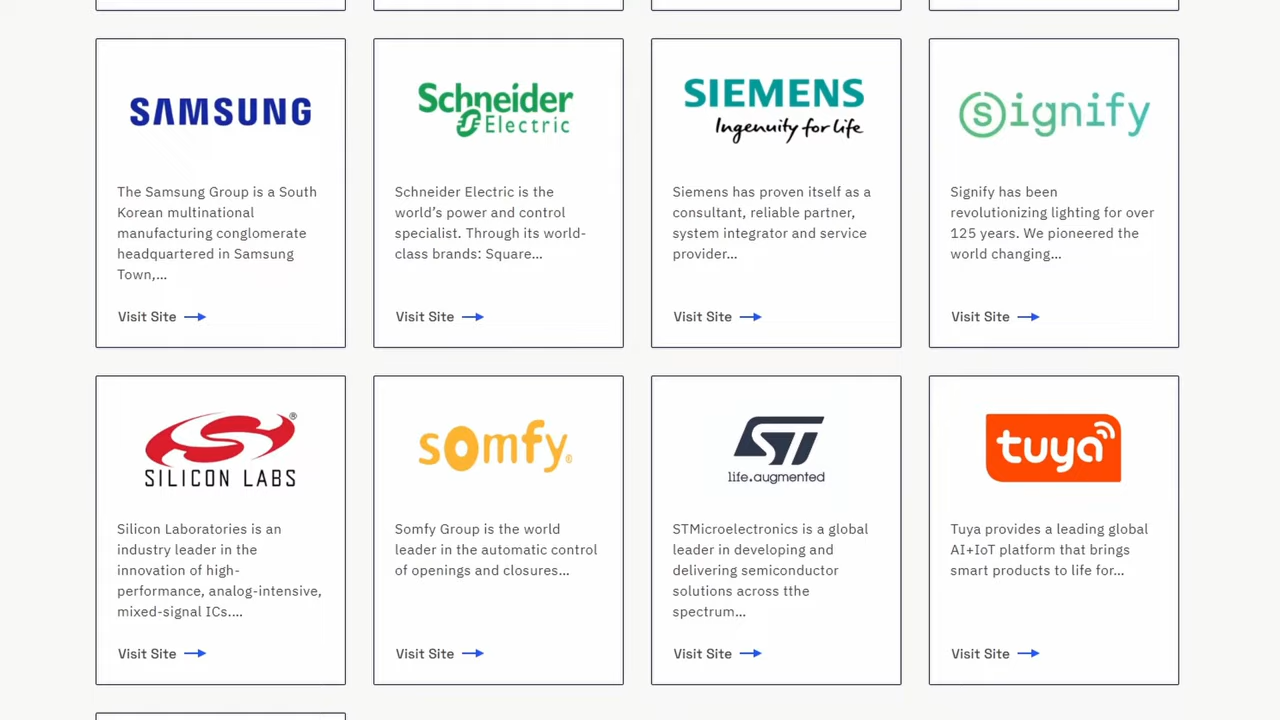 SAMSUNG
The Samsung Group is a South
Korean multinational
manufacturing conglomerate
headquartered in Samsung
Town,...
Visit Site
Schneider
Electric
Schneider Electric is the
world’s power and control
specialist. Through its world-
class brands: Square...
Visit Site
SIEMENS
Ingenuity for life
Siemens has proven itself as a
consultant, reliable partner,
system integrator and service
provider...
Visit Site
signify
Signify has been
revolutionizing lighting for over
125 years. We pioneered the
world changing...
Visit Site
®
SILICON LABS
Silicon Laboratories is an
industry leader in the
innovation of high-
performance, analog-intensive,
mixed-signal ICs....
Visit Site
somfy®
Somfy Group is the world
leader in the automatic control
of openings and closures...
Visit Site
ST
life.augmented
STMicroelectronics is a global
leader in developing and
delivering semiconductor
solutions across tthe
spectrum...
Visit Site
tuya
Tuya provides a leading global
AI+IoT platform that brings
smart products to life for...
Visit Site